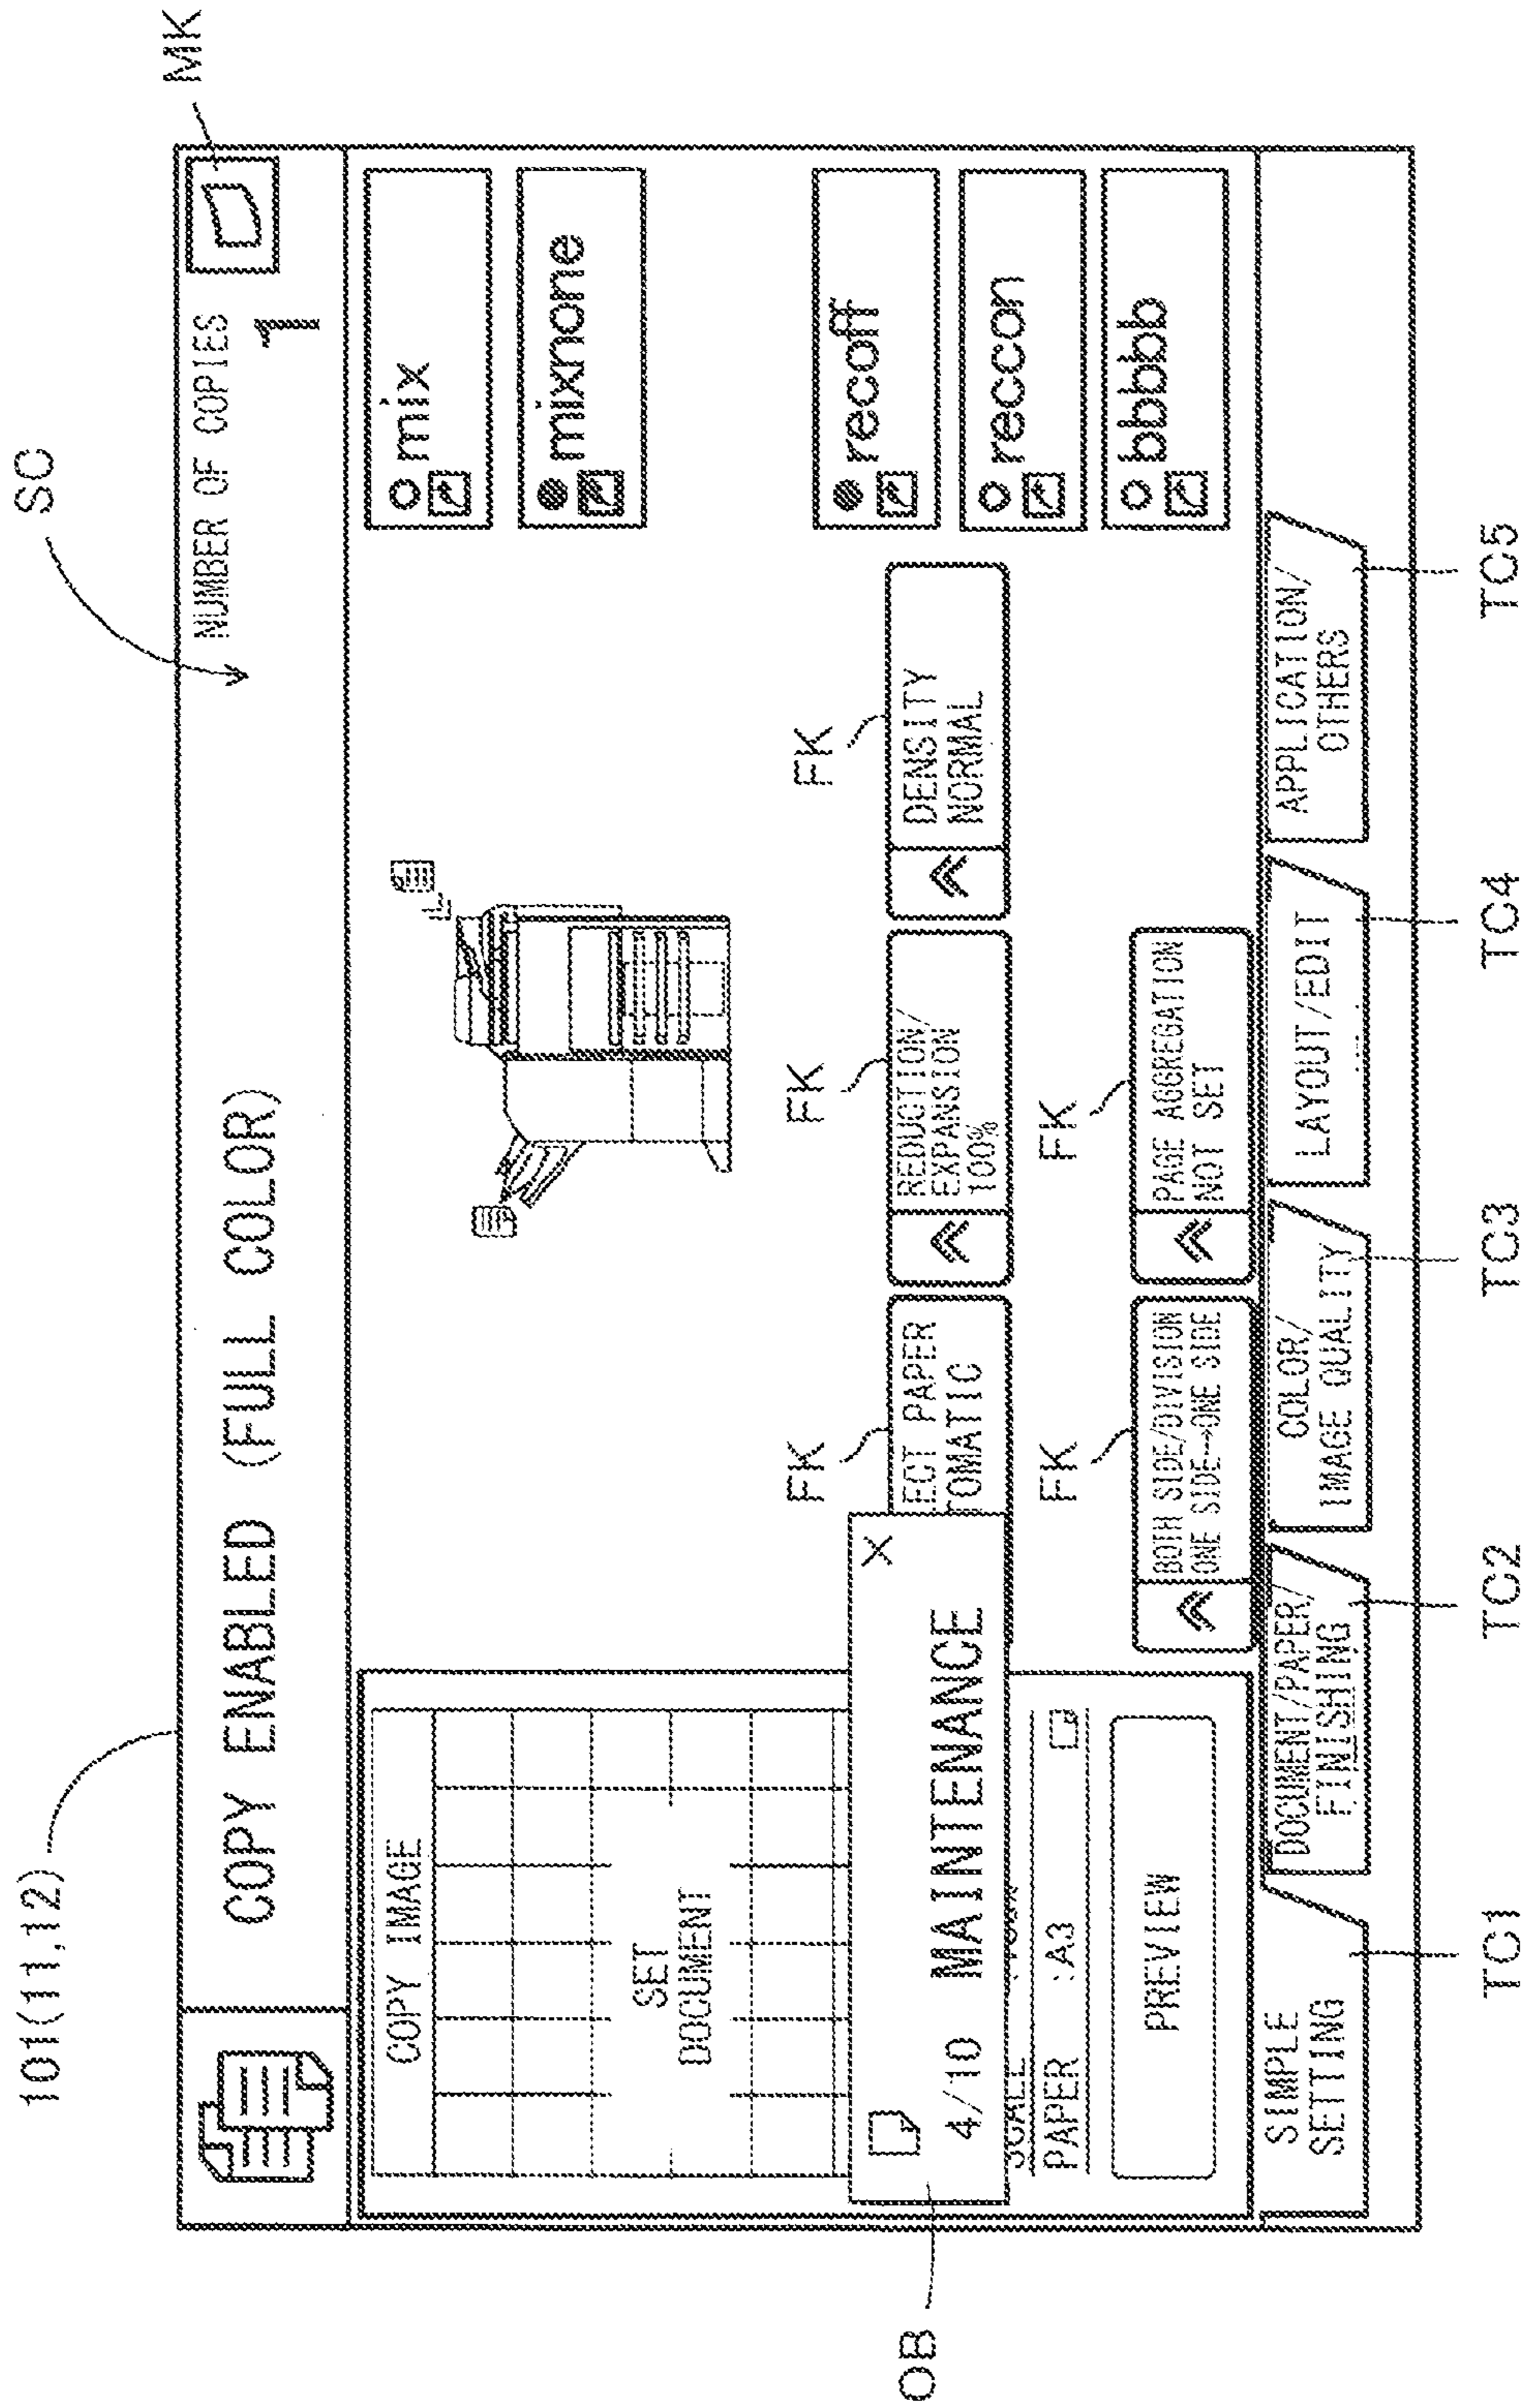 101(11,12)
SC
MK
COPY ENABLED (FULL COLOR)
NUMBER OF COPIES
1
COPY IMAGE
SET
DOCUMENT
mix
mixnone
recoff
reccon
bbbbb
OB
4/10 MAINTENANCE
X
PAPER :A3
PREVIEW
FK
FK
FK
ECT PAPER
TOMATIC
REDUCTION/
EXPANSION
100%
DENSITY
NORMAL
FK
FK
BOTH SIDE/DIVISION
ONE SIDE→ONE SIDE
PAGE AGGREGATION
NOT SET
SIMPLE
SETTING
DOCUMENT/PAPER/
FINISHING
COLOR/
IMAGE QUALITY
LAYOUT/EDIT
APPLICATION/
OTHERS
TC1
TC2
TC3
TC4
TC5